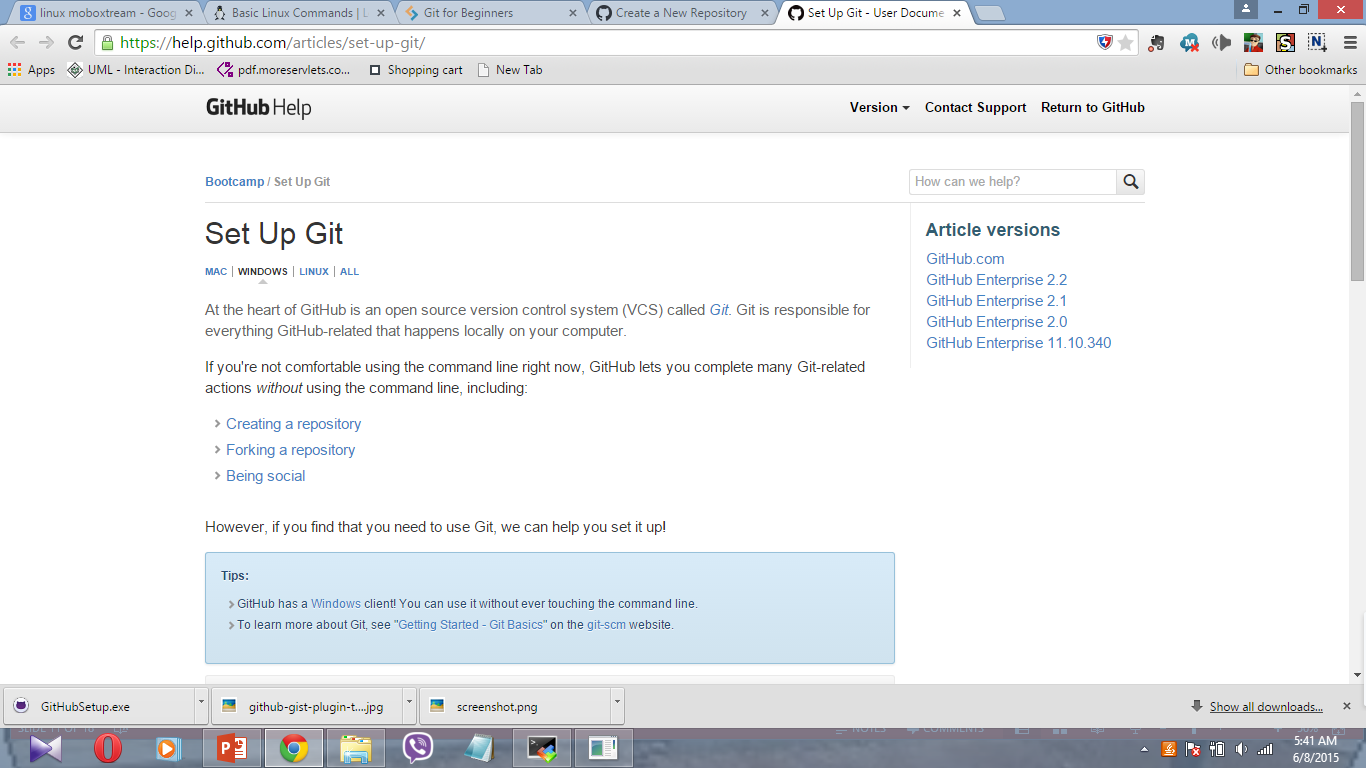 linux moboxtream - Goog
Basic Linux Commands | L
Git for Beginners
Create a New Repository
Set Up Git - User Docume
https://help.github.com/articles/set-up-git/
Apps
UML - Interaction Di...
pdf.moreservlets.co...
Shopping cart
New Tab
Other bookmarks
GitHub Help
Version
Contact Support
Return to GitHub
Bootcamp / Set Up Git
How can we help?
Set Up Git
MAC | WINDOWS | LINUX | ALL
At the heart of GitHub is an open source version control system (VCS) called Git. Git is responsible for
everything GitHub-related that happens locally on your computer.
If you're not comfortable using the command line right now, GitHub lets you complete many Git-related
actions without using the command line, including:
Creating a repository
Forking a repository
Being social
However, if you find that you need to use Git, we can help you set it up!
Tips:
GitHub has a Windows client! You can use it without ever touching the command line.
To learn more about Git, see "Getting Started - Git Basics" on the git-scm website.
Article versions
GitHub.com
GitHub Enterprise 2.2
GitHub Enterprise 2.1
GitHub Enterprise 2.0
GitHub Enterprise 11.10.340
GitHubSetup.exe
github-gist-plugin-t....jpg
screenshot.png
Show all downloads...
NOTES
COMMENTS
5:41 AM
6/8/2015